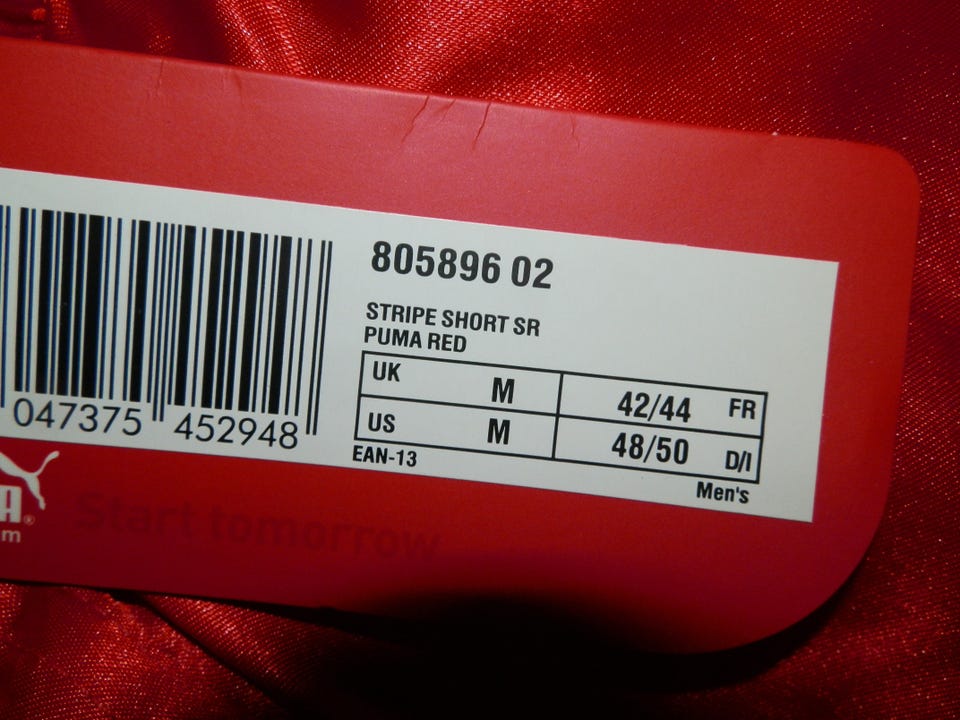 805896 02
STRIPE SHORT SR
PUMA RED
UK M 42/44 FR
US M 48/50 D/I
EAN-13
Men's
047375 452948
A®
m
Start tomorrow